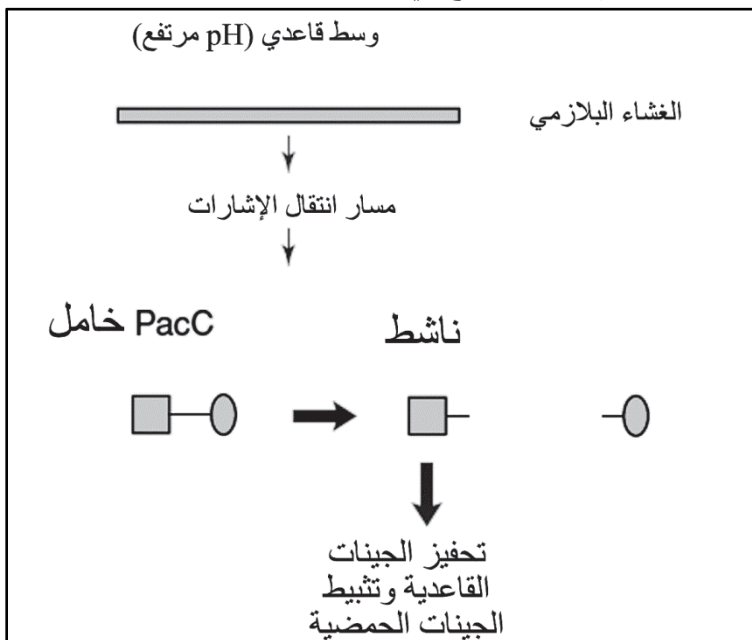 وسط قاعدي (pH مرتفع)
الغشاء البلازمي
مسار انتقال الإشارات
PacC خامل
ناشط
تحفيز الجينات
القاعدية وتثبيط
الجينات الحمضية